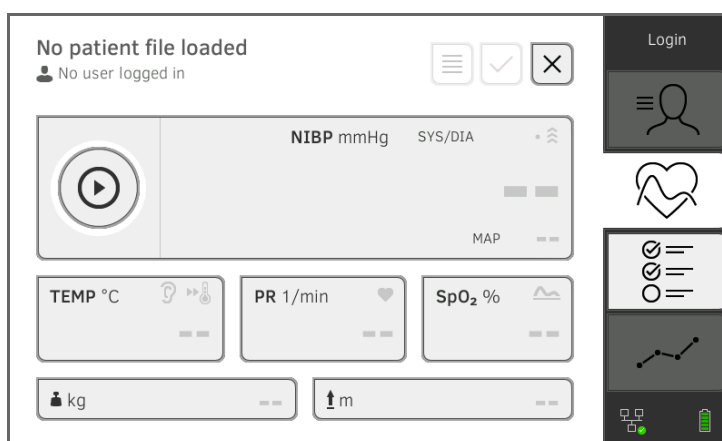 No patient file loaded
No user logged in
Login
NIBP mmHg SYS/DIA
-- --
MAP --
TEMP °C
--
PR 1/min
--
SpO₂ %
--
kg --
m --